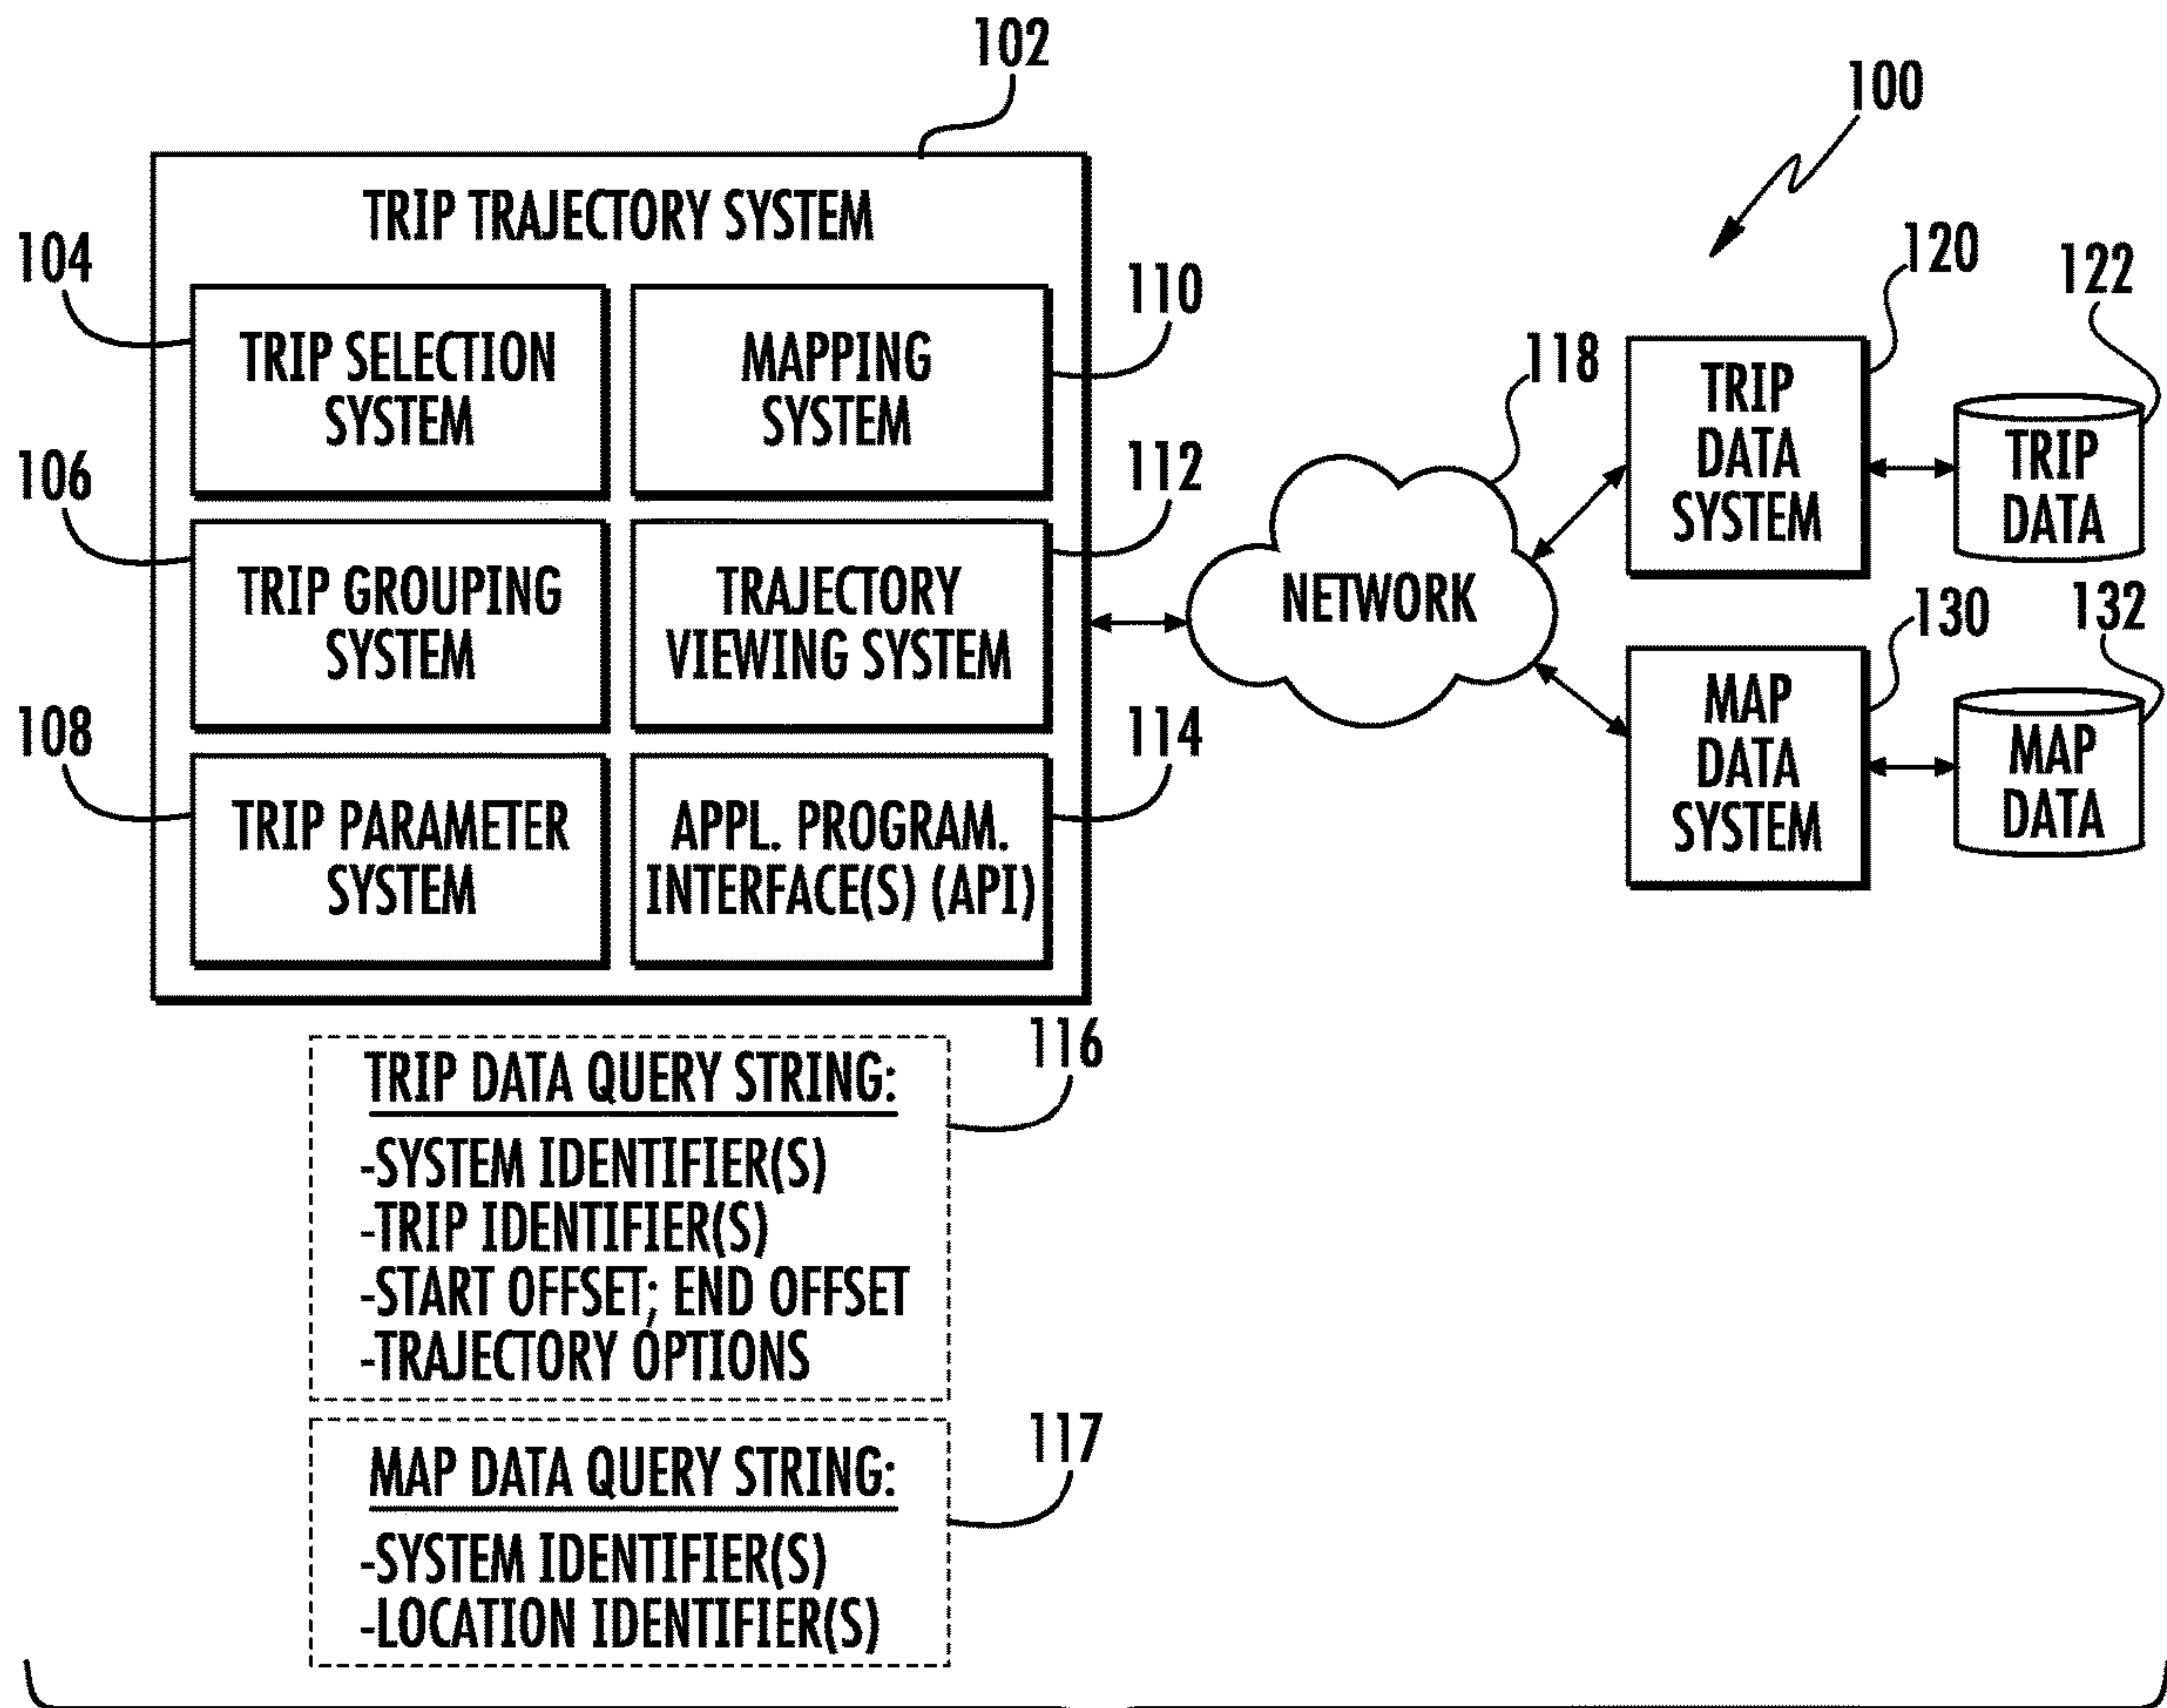 102
100
TRIP TRAJECTORY SYSTEM
104
TRIP SELECTION
SYSTEM
MAPPING
SYSTEM
110
106
TRIP GROUPING
SYSTEM
TRAJECTORY
VIEWING SYSTEM
112
108
TRIP PARAMETER
SYSTEM
APPL. PROGRAM.
INTERFACE(S) (API)
114
118
NETWORK
120
TRIP
DATA
SYSTEM
122
TRIP
DATA
130
MAP
DATA
SYSTEM
132
MAP
DATA
116
TRIP DATA QUERY STRING:
-SYSTEM IDENTIFIER(S)
-TRIP IDENTIFIER(S)
-START OFFSET; END OFFSET
-TRAJECTORY OPTIONS
117
MAP DATA QUERY STRING:
-SYSTEM IDENTIFIER(S)
-LOCATION IDENTIFIER(S)